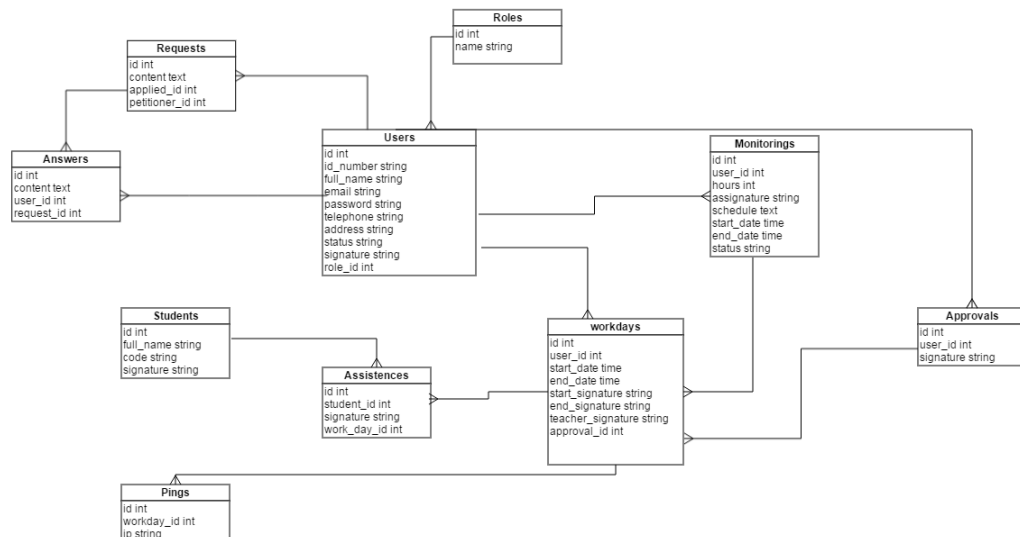 Roles
id int
name string
Requests
id int
content text
applied_id int
petitioner_id int
Answers
id int
content text
user_id int
request_id int
Users
id int
id_number string
full_name string
email string
password string
telephone string
address string
status string
signature string
role_id int
Monitorings
id int
user_id int
hours int
assignature string
schedule text
start_date time
end_date time
status string
Students
id int
full_name string
code string
signature string
Assistences
id int
student_id int
signature string
work_day_id int
workdays
id int
user_id int
start_date time
end_date time
start_signature string
end_signature string
teacher_signature string
approval_id int
Approvals
id int
user_id int
signature string
Pings
id int
workday_id int
ip string